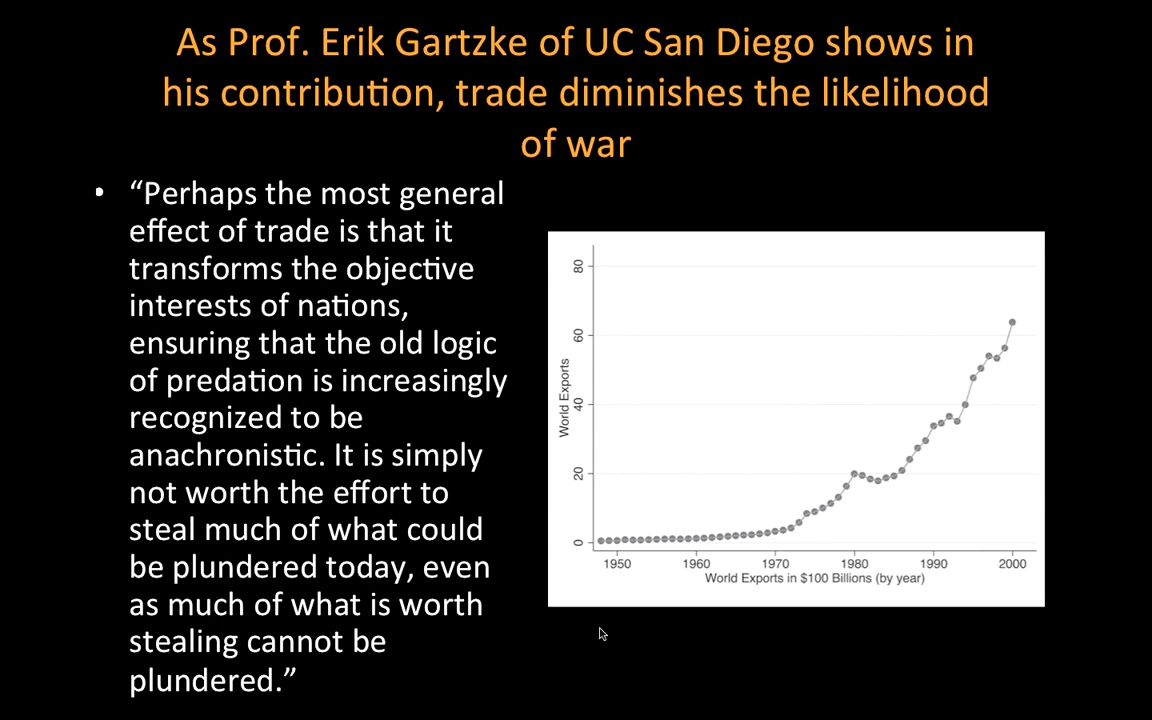 As Prof. Erik Gartzke of UC San Diego shows in
his contribution, trade diminishes the likelihood
of war
• “Perhaps the most general
effect of trade is that it
transforms the objective
interests of nations,
ensuring that the old logic
of predation is increasingly
recognized to be
anachronistic. It is simply
not worth the effort to
steal much of what could
be plundered today, even
as much of what is worth
stealing cannot be
plundered.”
World Exports
80
60
40
20
0
1950 1960 1970 1980 1990 2000
World Exports in $100 Billions (by year)